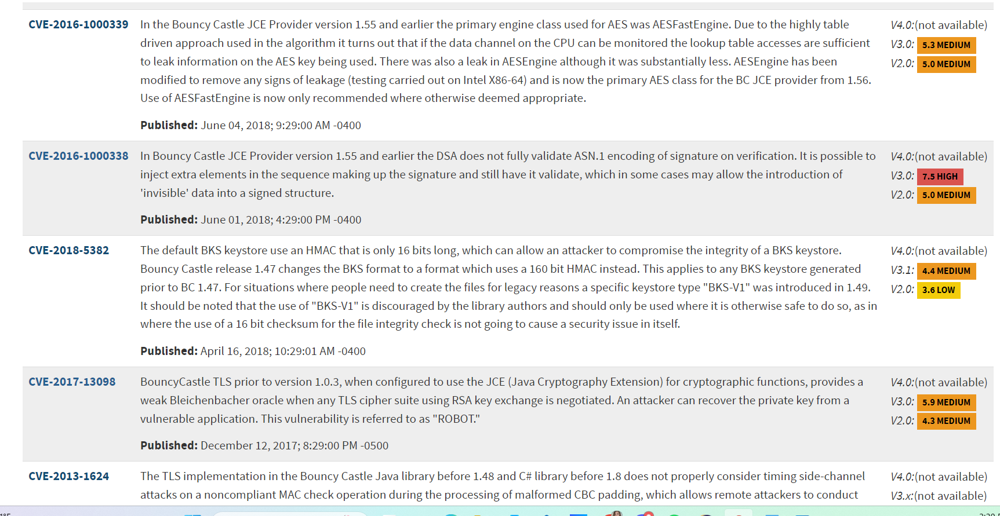 CVE-2016-1000339
In the Bouncy Castle JCE Provider version 1.55 and earlier the primary engine class used for AES was AESFastEngine. Due to the highly table
driven approach used in the algorithm it turns out that if the data channel on the CPU can be monitored the lookup table accesses are sufficient
to leak information on the AES key being used. There was also a leak in AESEngine although it was substantially less. AESEngine has been
modified to remove any signs of leakage (testing carried out on Intel X86-64) and is now the primary AES class for the BC JCE provider from 1.56.
Use of AESFastEngine is now only recommended where otherwise deemed appropriate.
Published: June 04, 2018; 9:29:00 AM -0400
V4.0:(not available)
V3.0: 5.3 MEDIUM
V2.0: 5.0 MEDIUM
CVE-2016-1000338
In Bouncy Castle JCE Provider version 1.55 and earlier the DSA does not fully validate ASN.1 encoding of signature on verification. It is possible to
inject extra elements in the sequence making up the signature and still have it validate, which in some cases may allow the introduction of
'invisible' data into a signed structure.
Published: June 01, 2018; 4:29:00 PM -0400
V4.0:(not available)
V3.0: 7.5 HIGH
V2.0: 5.0 MEDIUM
CVE-2018-5382
The default BKS keystore use an HMAC that is only 16 bits long, which can allow an attacker to compromise the integrity of a BKS keystore.
Bouncy Castle release 1.47 changes the BKS format to a format which uses a 160 bit HMAC instead. This applies to any BKS keystore generated
prior to BC 1.47. For situations where people need to create the files for legacy reasons a specific keystore type "BKS-V1" was introduced in 1.49.
It should be noted that the use of "BKS-V1" is discouraged by the library authors and should only be used where it is otherwise safe to do so, as in
where the use of a 16 bit checksum for the file integrity check is not going to cause a security issue in itself.
Published: April 16, 2018; 10:29:01 AM -0400
V4.0:(not available)
V3.1: 4.4 MEDIUM
V2.0: 3.6 LOW
CVE-2017-13098
BouncyCastle TLS prior to version 1.0.3, when configured to use the JCE (Java Cryptography Extension) for cryptographic functions, provides a
weak Bleichenbacher oracle when any TLS cipher suite using RSA key exchange is negotiated. An attacker can recover the private key from a
vulnerable application. This vulnerability is referred to as "ROBOT."
Published: December 12, 2017; 8:29:00 PM -0500
V4.0:(not available)
V3.0: 5.9 MEDIUM
V2.0: 4.3 MEDIUM
CVE-2013-1624
The TLS implementation in the Bouncy Castle Java library before 1.48 and C# library before 1.8 does not properly consider timing side-channel
attacks on a noncompliant MAC check operation during the processing of malformed CBC padding, which allows remote attackers to conduct
V4.0:(not available)
V3.x:(not available)